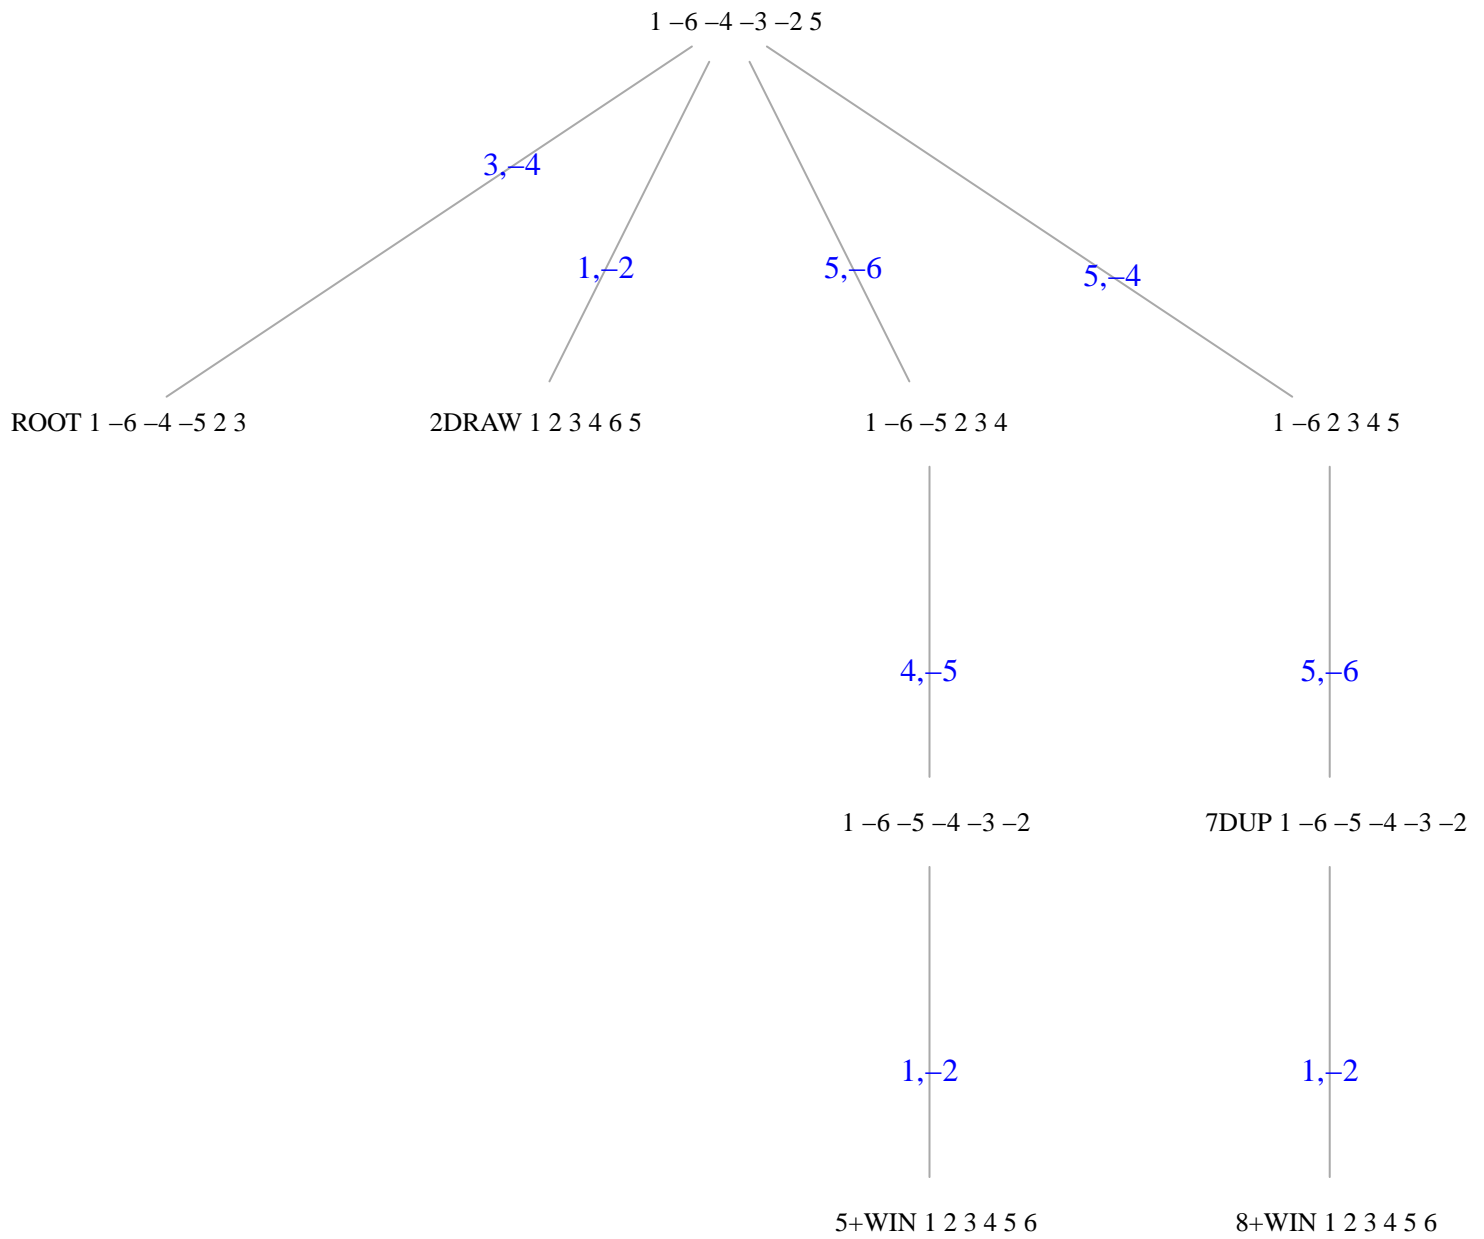 1 –6 –4 –3 –2 5
3,–4
1,–2
5,–6
5,–4
ROOT 1 –6 –4 –5 2 3
2DRAW 1 2 3 4 6 5
1 –6 –5 2 3 4
1 –6 2 3 4 5
4,–5
5,–6
1 –6 –5 –4 –3 –2
7DUP 1 –6 –5 –4 –3 –2
1,–2
1,–2
5+WIN 1 2 3 4 5 6
8+WIN 1 2 3 4 5 6